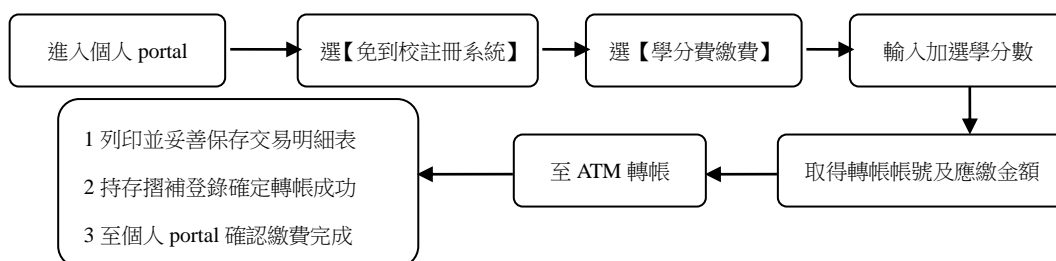 進入個人 portal
選【免到校註冊系統】
選【學分費繳費】
輸入加選學分數
取得轉帳帳號及應繳金額
至 ATM 轉帳
1 列印並妥善保存交易明細表
2 持存摺補登錄確定轉帳成功
3 至個人 portal 確認繳費完成